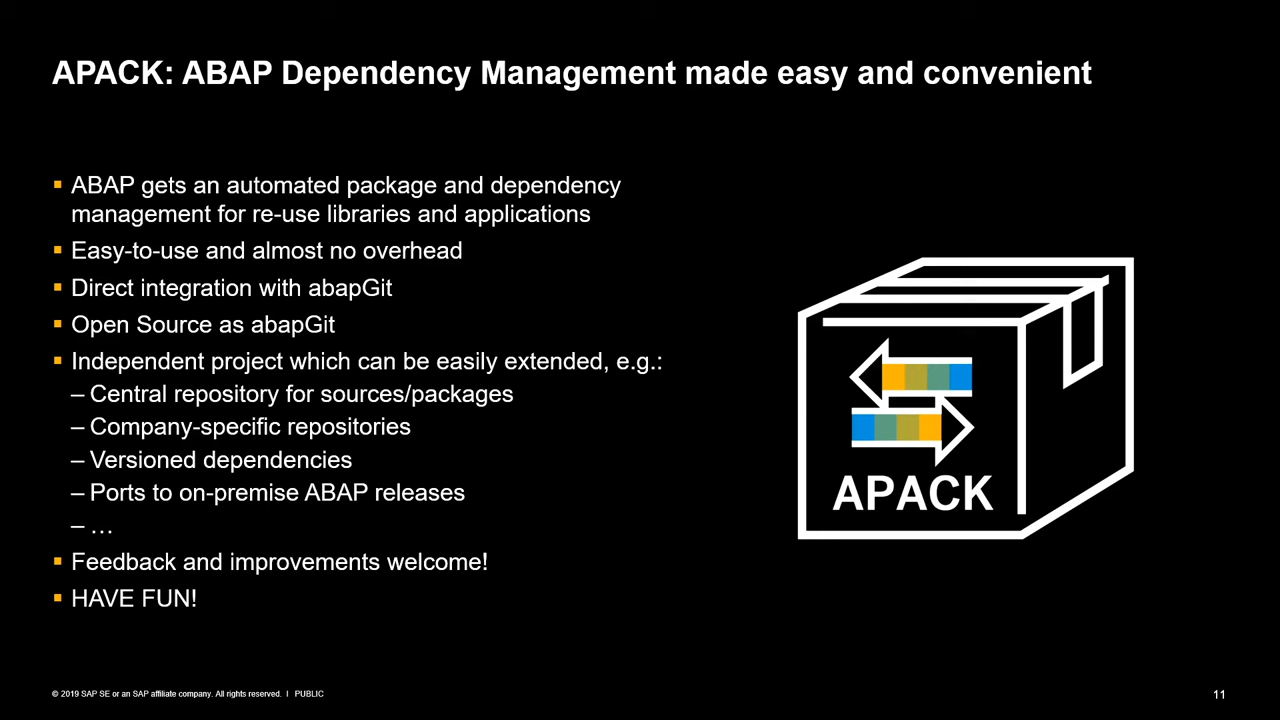 APACK: ABAP Dependency Management made easy and convenient
▪ ABAP gets an automated package and dependency
management for re-use libraries and applications
▪ Easy-to-use and almost no overhead
▪ Direct integration with abapGit
▪ Open Source as abapGit
▪ Independent project which can be easily extended, e.g.:
– Central repository for sources/packages
– Company-specific repositories
– Versioned dependencies
– Ports to on-premise ABAP releases
– …
▪ Feedback and improvements welcome!
▪ HAVE FUN!
APACK
© 2019 SAP SE or an SAP affiliate company. All rights reserved. I PUBLIC
11